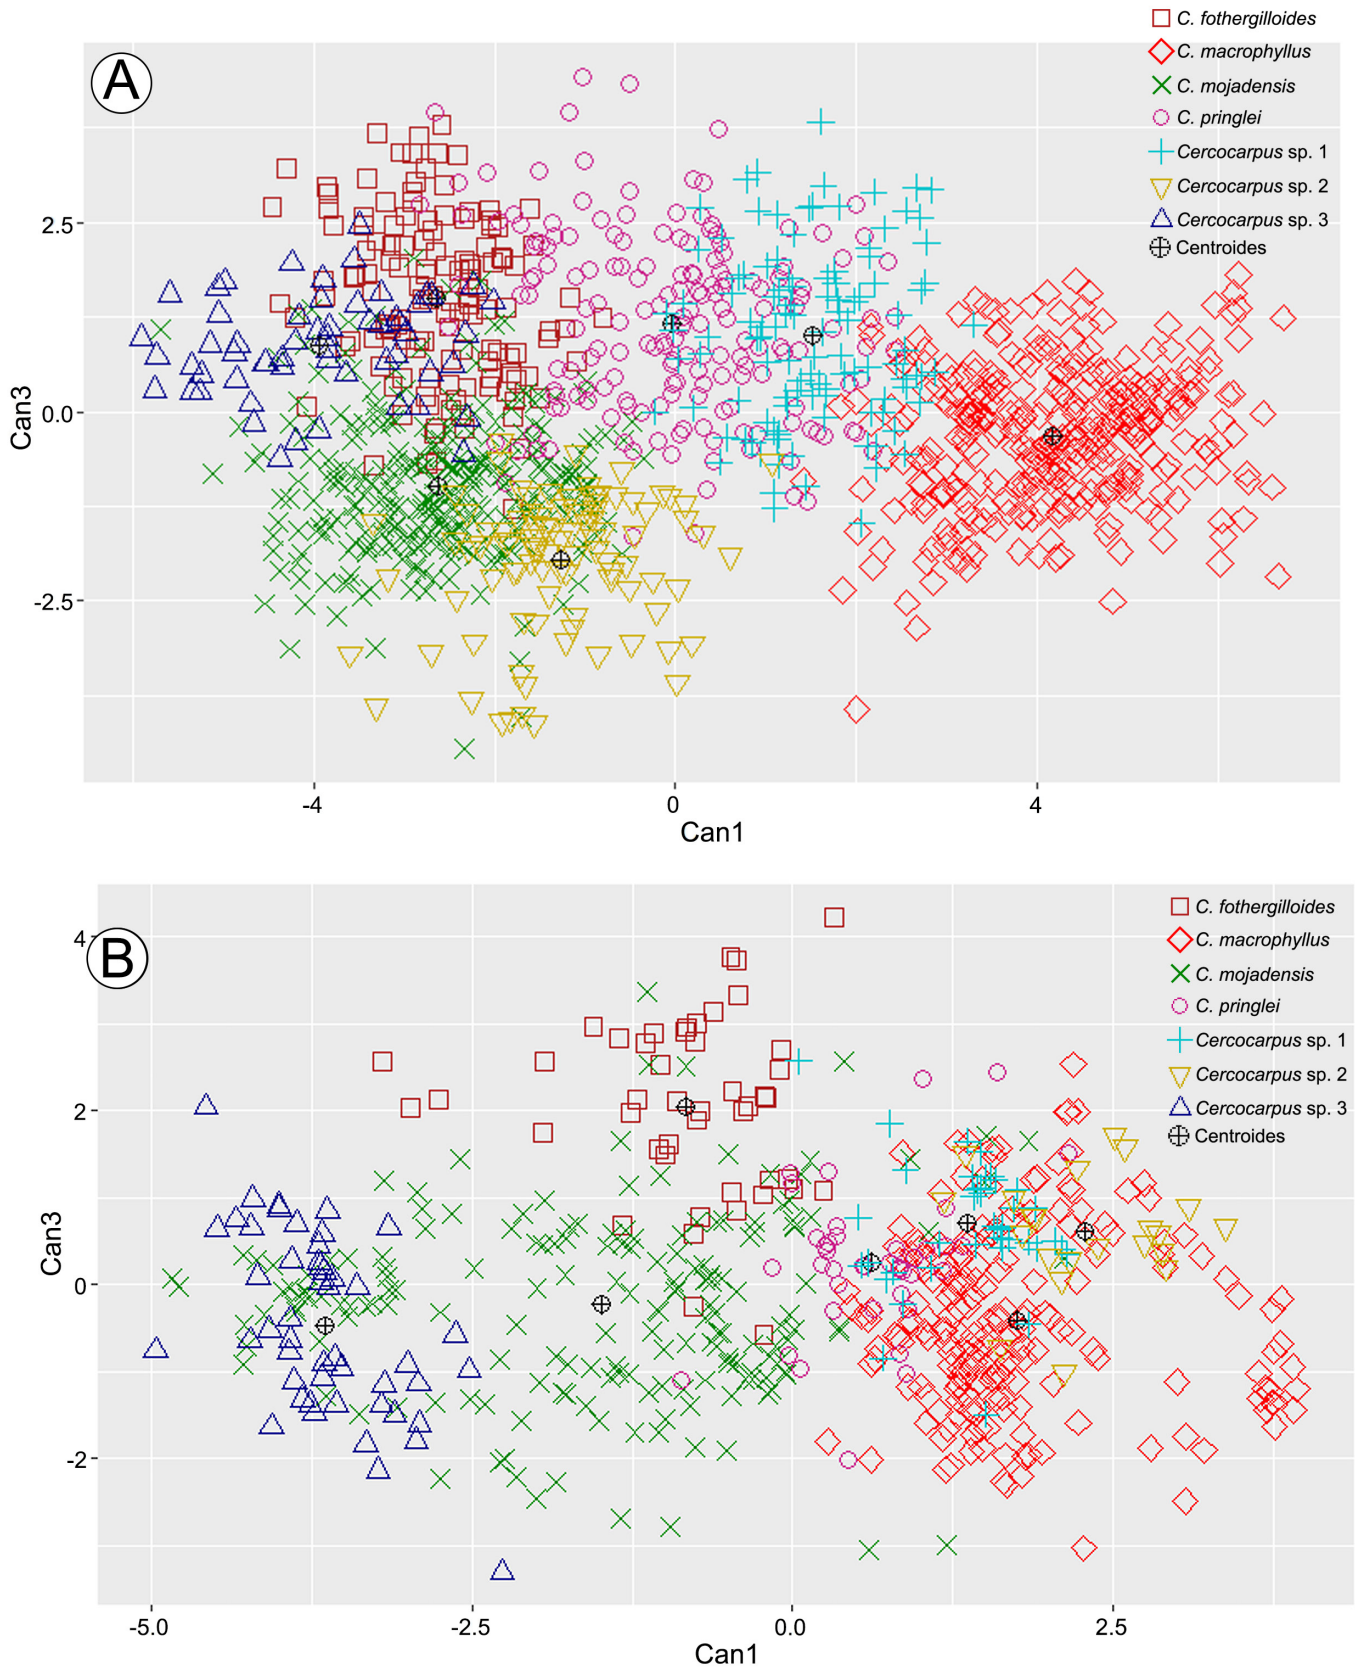 A
C. fothergilloides
C. macrophyllus
C. mojadensis
C. pringlei
Cercocarpus sp. 1
Cercocarpus sp. 2
Cercocarpus sp. 3
Centroides
2.5
0.0
-2.5
Can3
-4
0
4
Can1
B
C. fothergilloides
C. macrophyllus
C. mojadensis
C. pringlei
Cercocarpus sp. 1
Cercocarpus sp. 2
Cercocarpus sp. 3
Centroides
4
2
0
-2
Can3
-5.0
-2.5
0.0
2.5
Can1